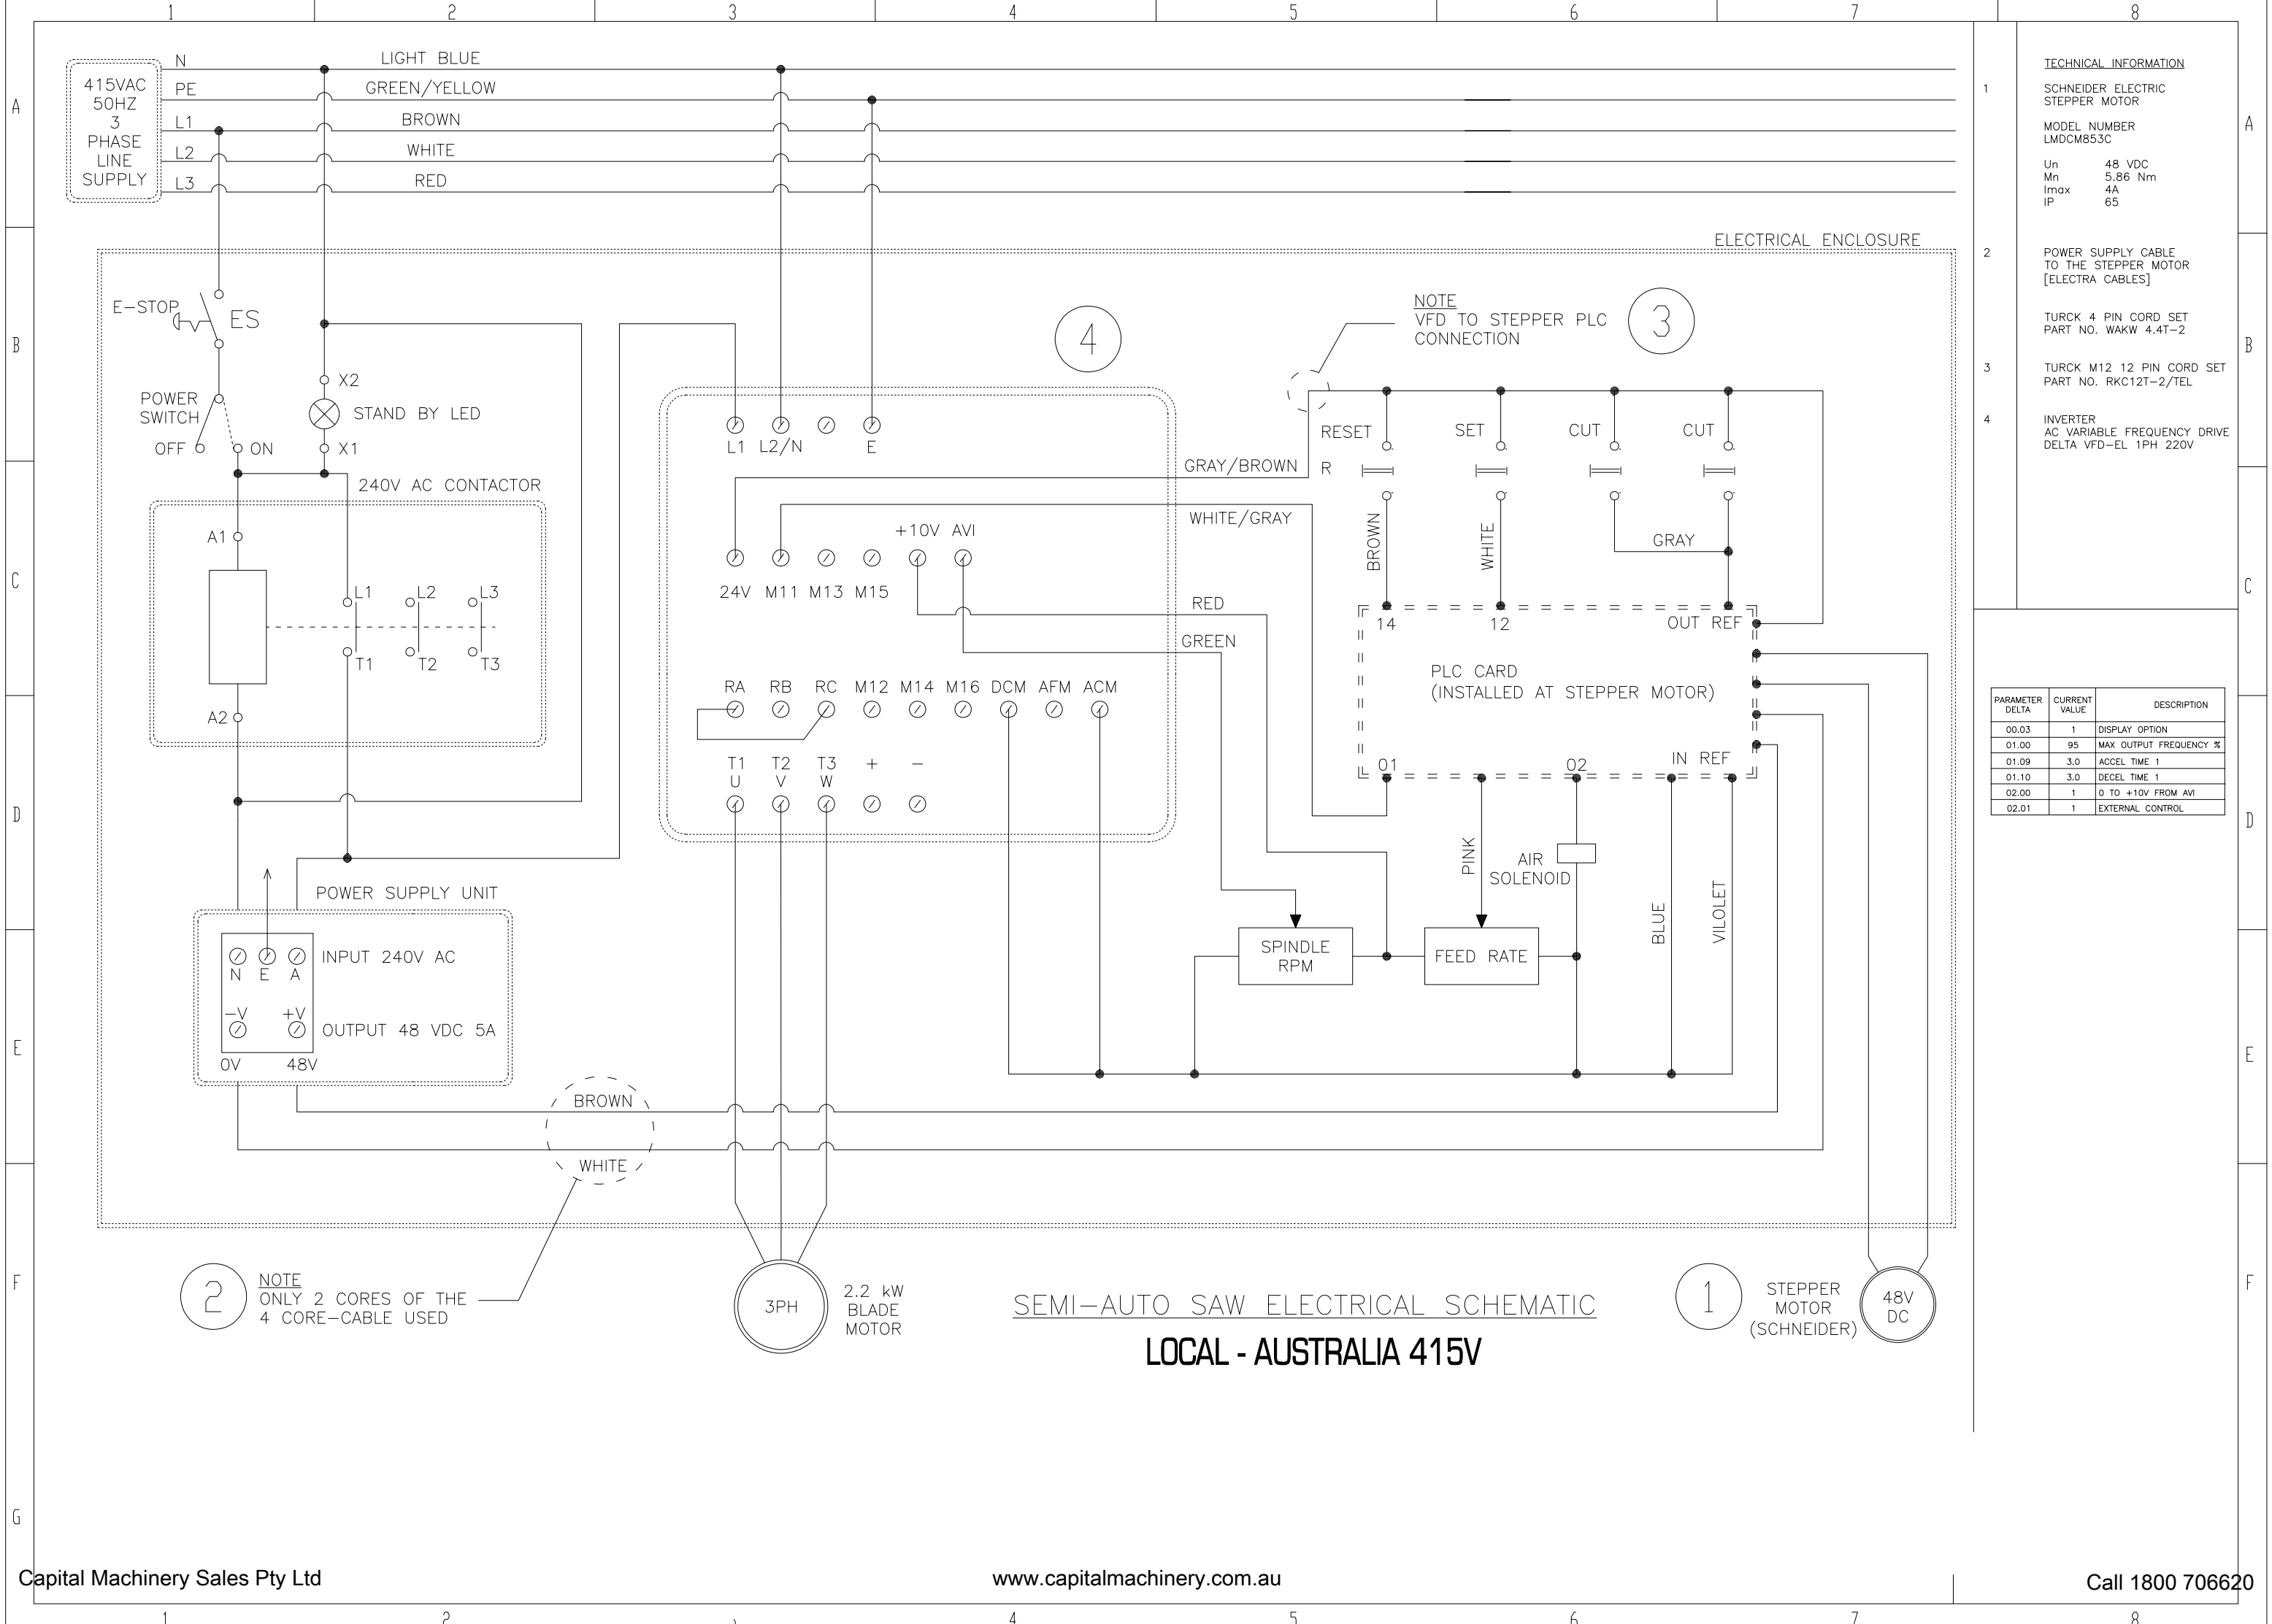 1 2 3 4 5 6 7 8
A
B
C
D
E
F
G
415VAC
50HZ
3
PHASE
LINE
SUPPLY
N LIGHT BLUE
PE GREEN/YELLOW
L1 BROWN
L2 WHITE
L3 RED
ELECTRICAL ENCLOSURE
E-STOP ES
POWER
SWITCH
OFF ON
X2
STAND BY LED
X1
240V AC CONTACTOR
A1
L1 L2 L3
T1 T2 T3
A2
POWER SUPPLY UNIT
INPUT 240V AC
N E A
-V +V
OUTPUT 48 VDC 5A
0V 48V
BROWN
WHITE
2
NOTE
ONLY 2 CORES OF THE
4 CORE-CABLE USED
4
L1 L2/N E
+10V AVI
24V M11 M13 M15
RA RB RC M12 M14 M16 DCM AFM ACM
T1 T2 T3 + -
U V W
GRAY/BROWN
WHITE/GRAY
RED
GREEN
NOTE
VFD TO STEPPER PLC
CONNECTION
3
RESET SET CUT CUT
R
BROWN
WHITE
GRAY
14 12 OUT REF
PLC CARD
(INSTALLED AT STEPPER MOTOR)
01 02 IN REF
PINK
AIR
SOLENOID
BLUE
VILOLET
SPINDLE
RPM
FEED RATE
3PH
2.2 kW
BLADE
MOTOR
SEMI-AUTO SAW ELECTRICAL SCHEMATIC
LOCAL - AUSTRALIA 415V
1
STEPPER
MOTOR
(SCHNEIDER)
48V
DC
TECHNICAL INFORMATION
1 SCHNEIDER ELECTRIC
STEPPER MOTOR
MODEL NUMBER
LMDCM853C
Un 48 VDC
Mn 5.86 Nm
Imax 4A
IP 65
2 POWER SUPPLY CABLE
TO THE STEPPER MOTOR
[ELECTRA CABLES]
TURCK 4 PIN CORD SET
PART NO. WAKW 4.4T-2
3 TURCK M12 12 PIN CORD SET
PART NO. RKC12T-2/TEL
4 INVERTER
AC VARIABLE FREQUENCY DRIVE
DELTA VFD-EL 1PH 220V
A
B
C
D
E
F
PARAMETER DELTA CURRENT VALUE DESCRIPTION
00.03 1 DISPLAY OPTION
01.00 95 MAX OUTPUT FREQUENCY %
01.09 3.0 ACCEL TIME 1
01.10 3.0 DECEL TIME 1
02.00 1 0 TO +10V FROM AVI
02.01 1 EXTERNAL CONTROL
Capital Machinery Sales Pty Ltd
www.capitalmachinery.com.au
Call 1800 706620
1 4 5 6 7 8